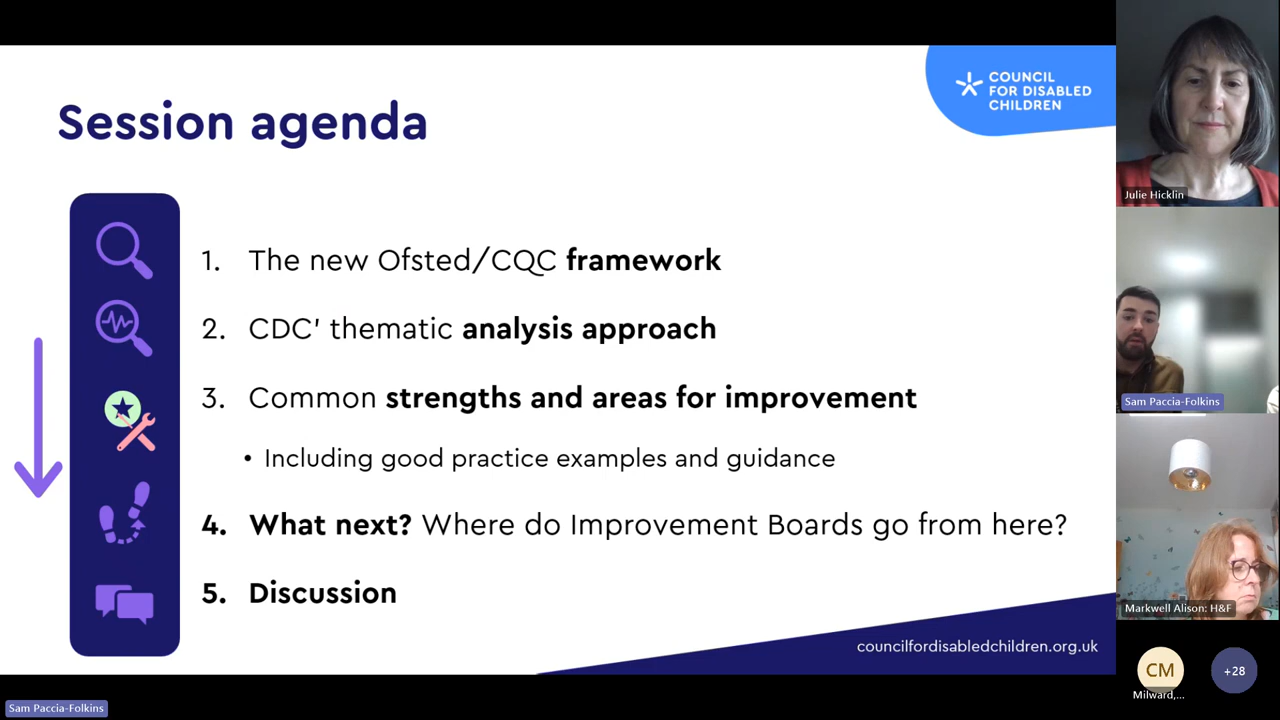 Session agenda
COUNCIL
FOR DISABLED
CHILDREN
1. The new Ofsted/CQC framework
2. CDC' thematic analysis approach
3. Common strengths and areas for improvement
• Including good practice examples and guidance
4. What next? Where do Improvement Boards go from here?
5. Discussion
councilfordisabledchildren.org.uk
Sam Paccia-Folkins
Julie Hicklin
Sam Paccia-Folkins
Markwell Alison: H&F
CM
Milward,...
+28